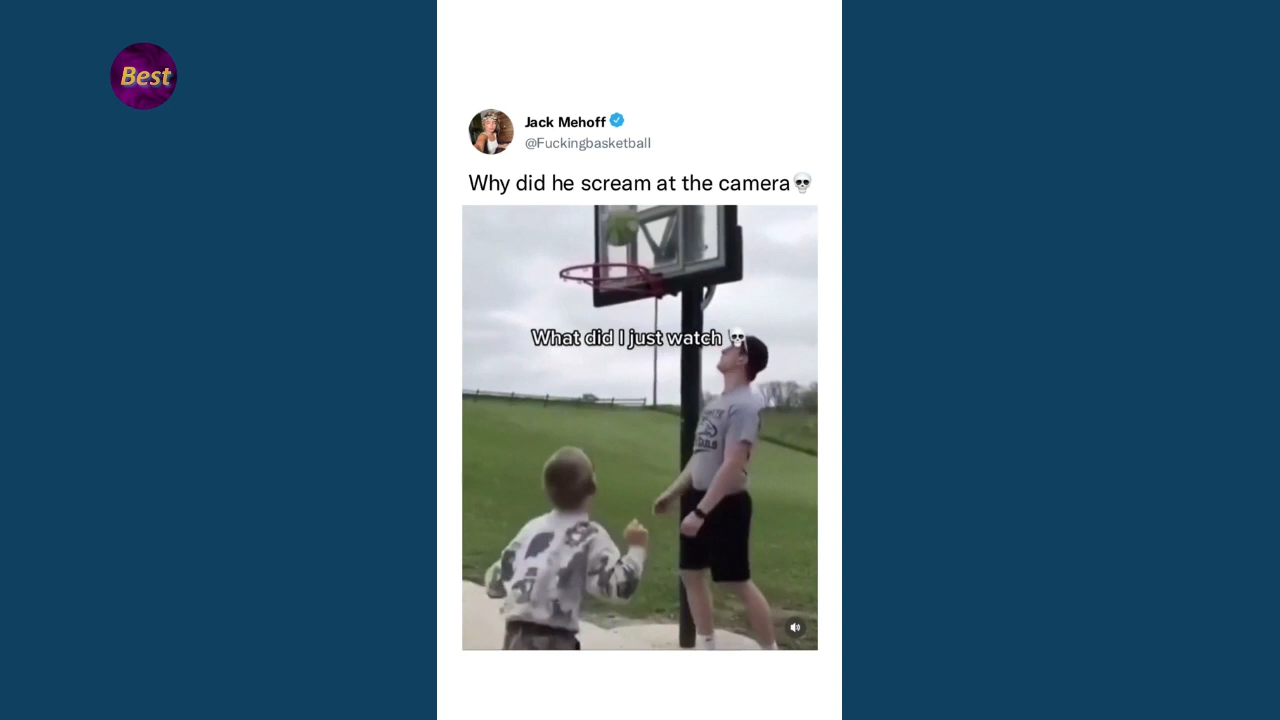 Best
Jack Mehoff
@Fuckingbasketball
Why did he scream at the camera💀
What did I just watch 💀